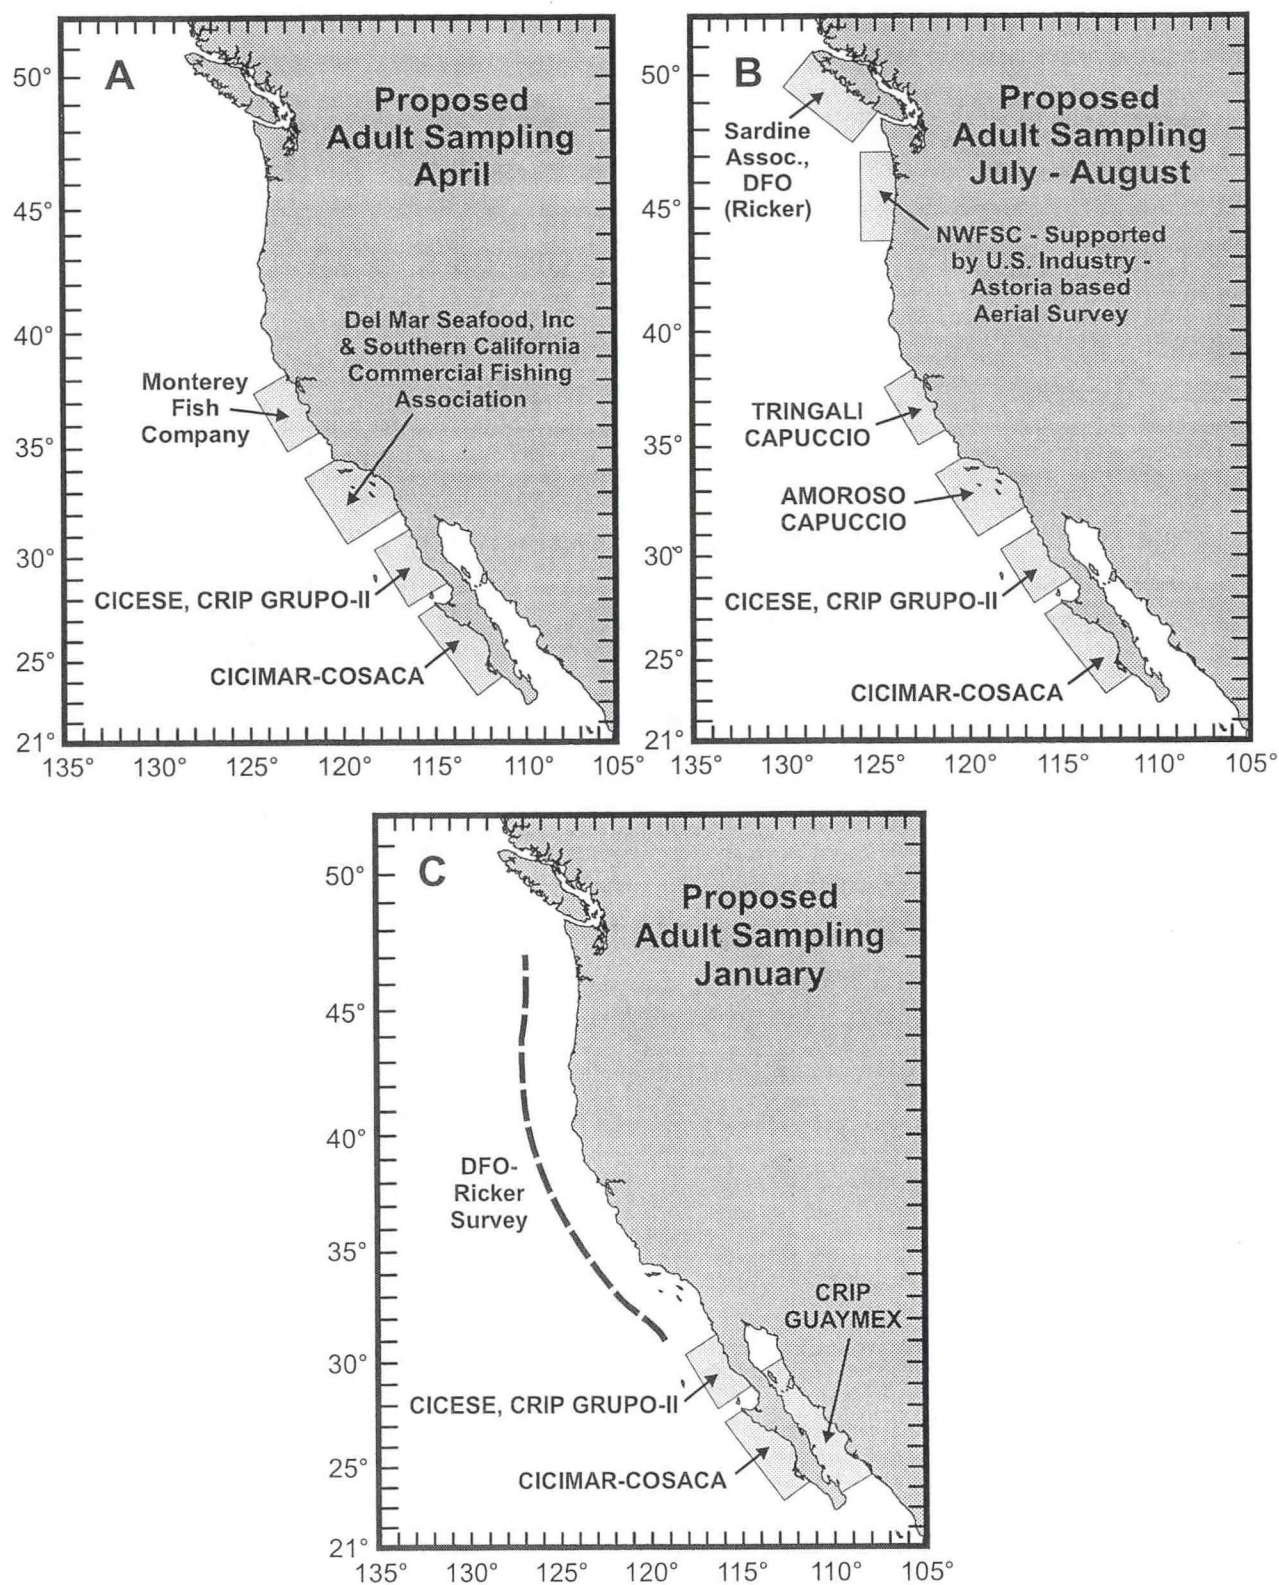 A
Proposed
Adult Sampling
April
50°
45°
40°
35°
30°
25°
21°
Del Mar Seafood, Inc
& Southern California
Commercial Fishing
Association
Monterey
Fish
Company
CICESE, CRIP GRUPO-II
CICIMAR-COSACA
135°
130°
125°
120°
115°
110°
105°
B
Proposed
Adult Sampling
July - August
50°
45°
40°
35°
30°
25°
21°
Sardine
Assoc.,
DFO
(Ricker)
NWFSC - Supported
by U.S. Industry -
Astoria based
Aerial Survey
TRINGALI
CAPUCCIO
AMOROSO
CAPUCCIO
CICESE, CRIP GRUPO-II
CICIMAR-COSACA
135°
130°
125°
120°
115°
110°
105°
C
Proposed
Adult Sampling
January
50°
45°
40°
35°
30°
25°
21°
DFO-
Ricker
Survey
CRIP
GUAYMEX
CICESE, CRIP GRUPO-II
CICIMAR-COSACA
135°
130°
125°
120°
115°
110°
105°